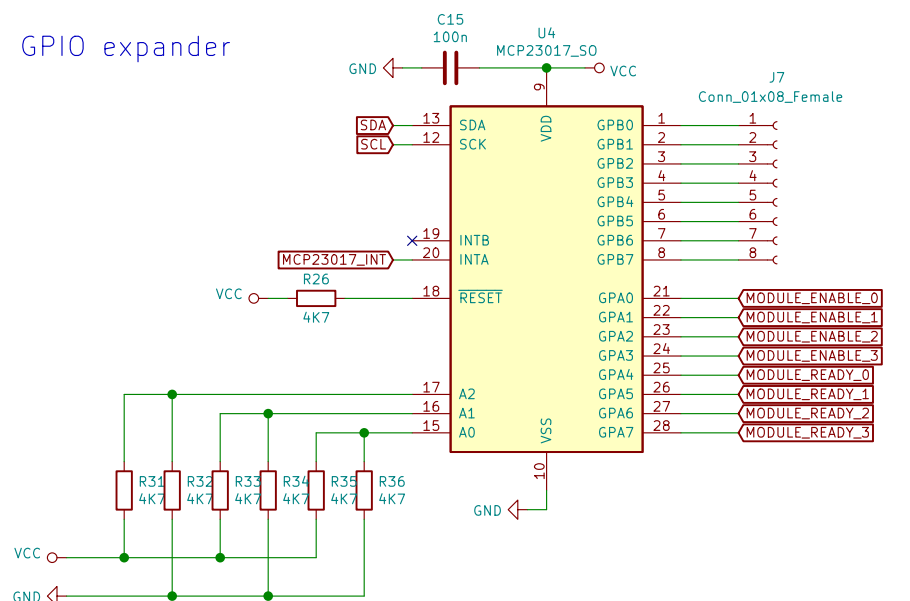 GPIO expander
C15
100n
GND
U4
MCP23017_SO
VCC
J7
Conn_01x08_Female
9
VDD
SDA 13 SDA
SCL 12 SCK
GPB0 1 1
GPB1 2 2
GPB2 3 3
GPB3 4 4
GPB4 5 5
GPB5 6 6
GPB6 7 7
GPB7 8 8
19 INTB
MCP23017_INT 20 INTA
R26
VCC
4K7
18 RESET
GPA0 21 MODULE_ENABLE_0
GPA1 22 MODULE_ENABLE_1
GPA2 23 MODULE_ENABLE_2
GPA3 24 MODULE_ENABLE_3
GPA4 25 MODULE_READY_0
GPA5 26 MODULE_READY_1
GPA6 27 MODULE_READY_2
GPA7 28 MODULE_READY_3
17 A2
16 A1
15 A0
VSS
10
GND
R31 R32 R33 R34 R35 R36
4K7 4K7 4K7 4K7 4K7 4K7
VCC
GND